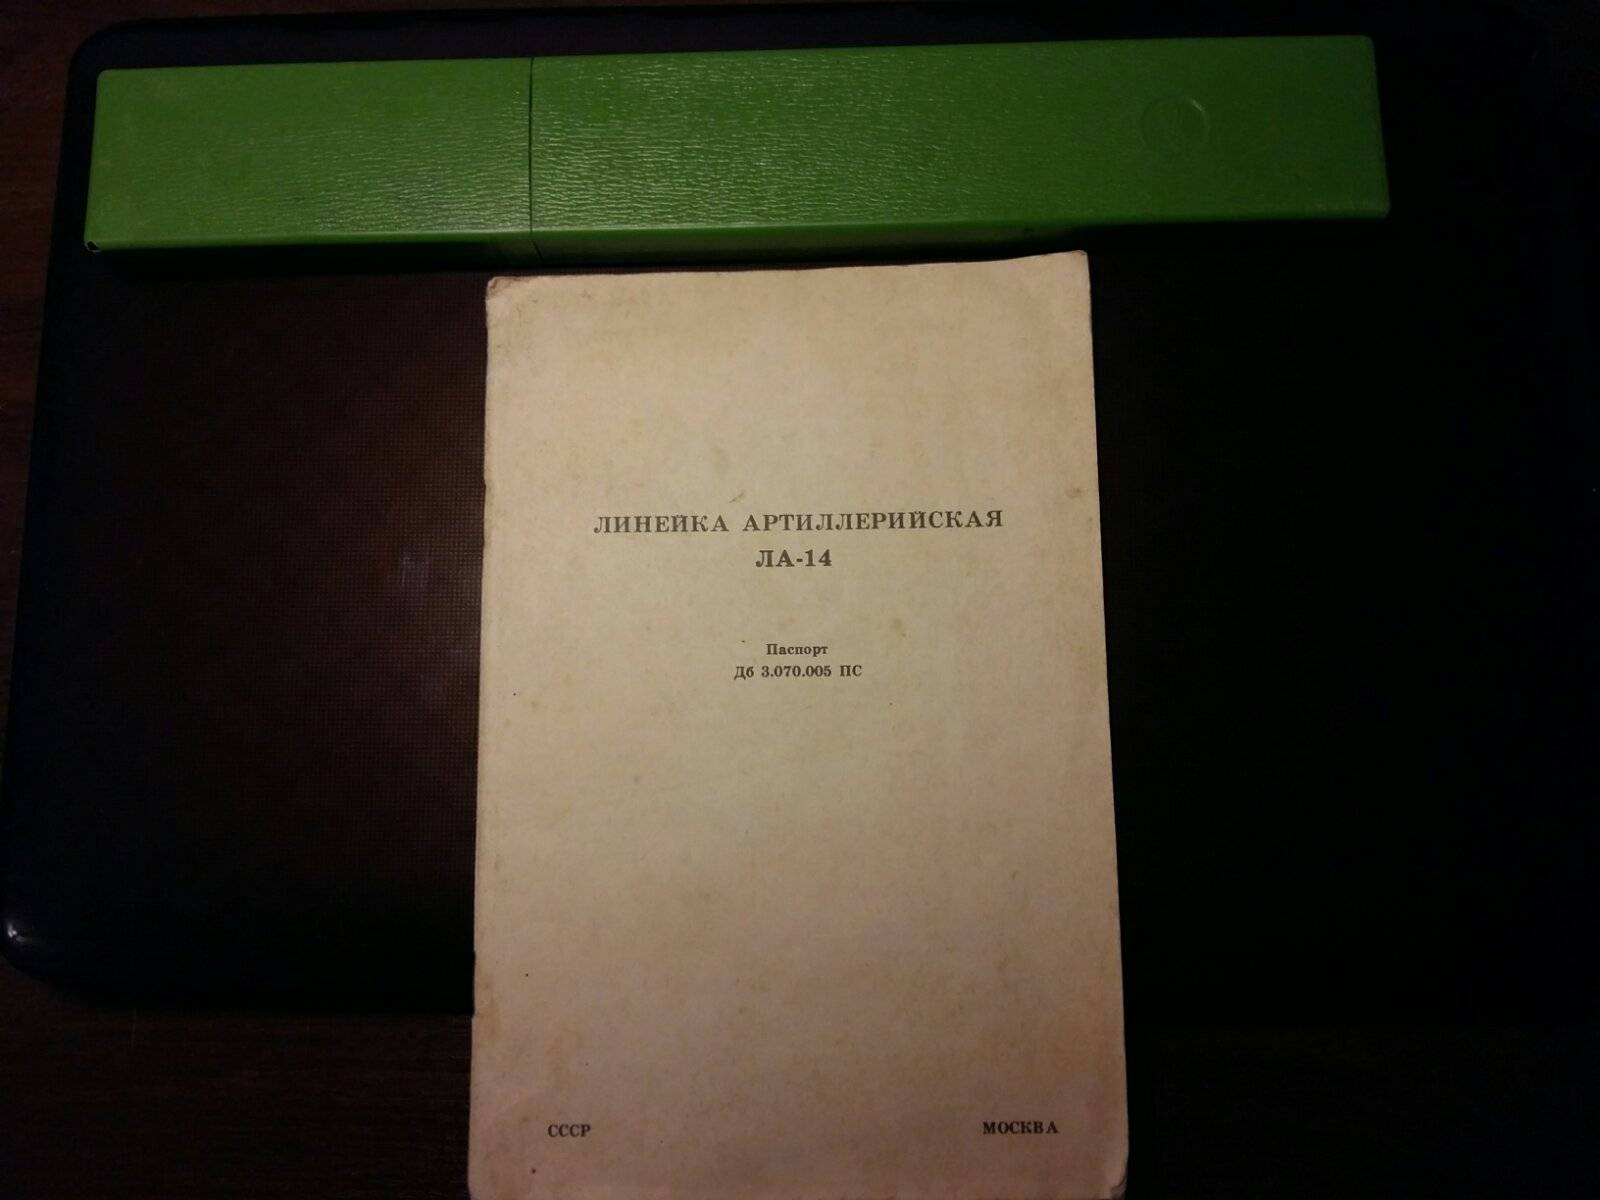 ЛИНЕЙКА АРТИЛЛЕРИЙСКАЯ
ЛА-14
Паспорт
Дб 3.070.005 ПС
СССР МОСКВА